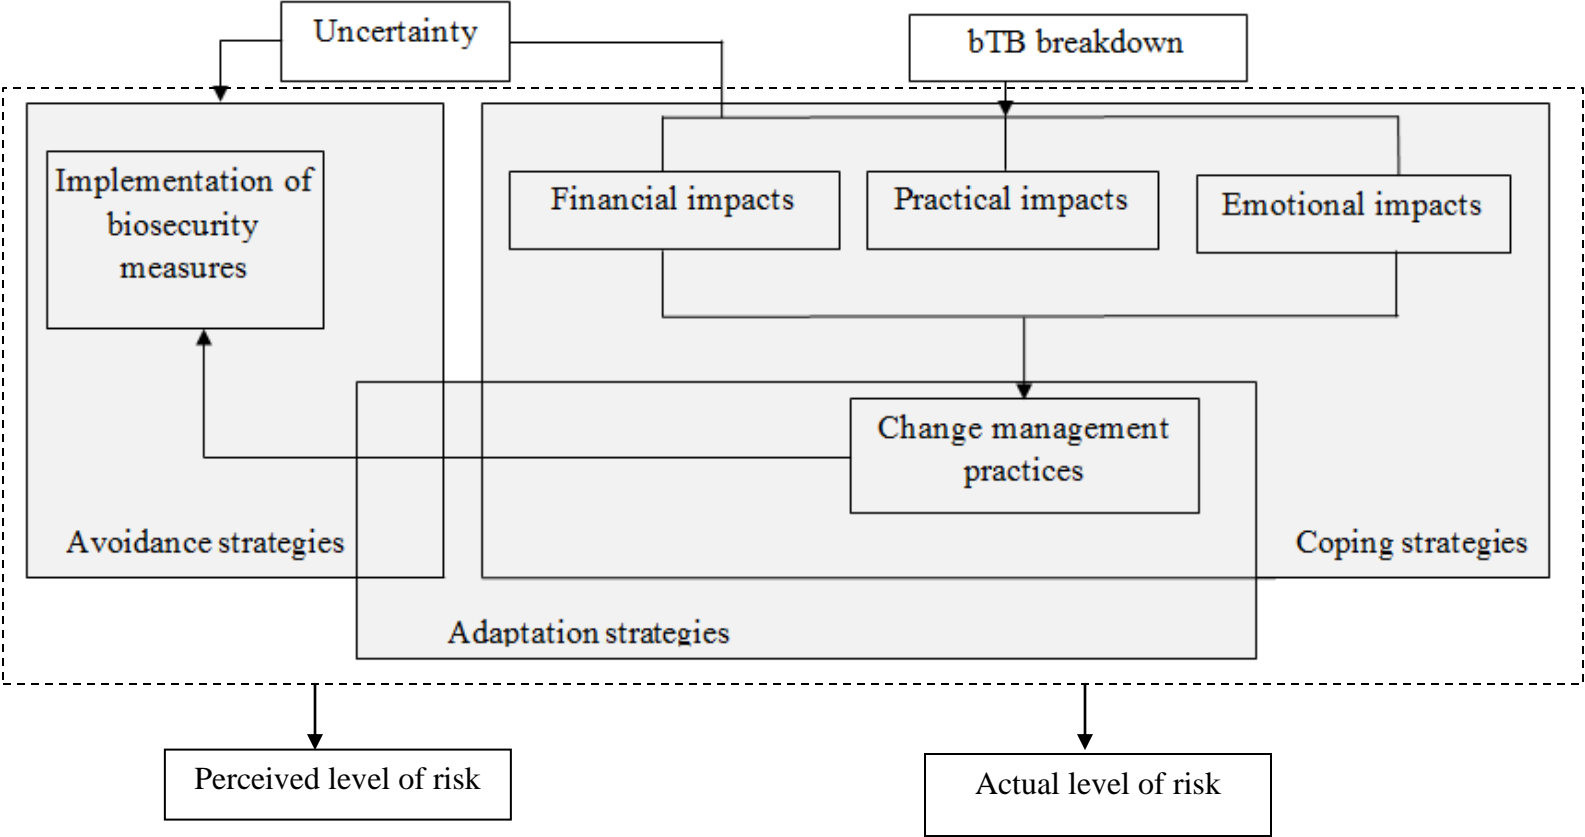 Uncertainty
bTB breakdown
Implementation of
biosecurity
measures
Financial impacts
Practical impacts
Emotional impacts
Change management
practices
Avoidance strategies
Coping strategies
Adaptation strategies
Perceived level of risk
Actual level of risk